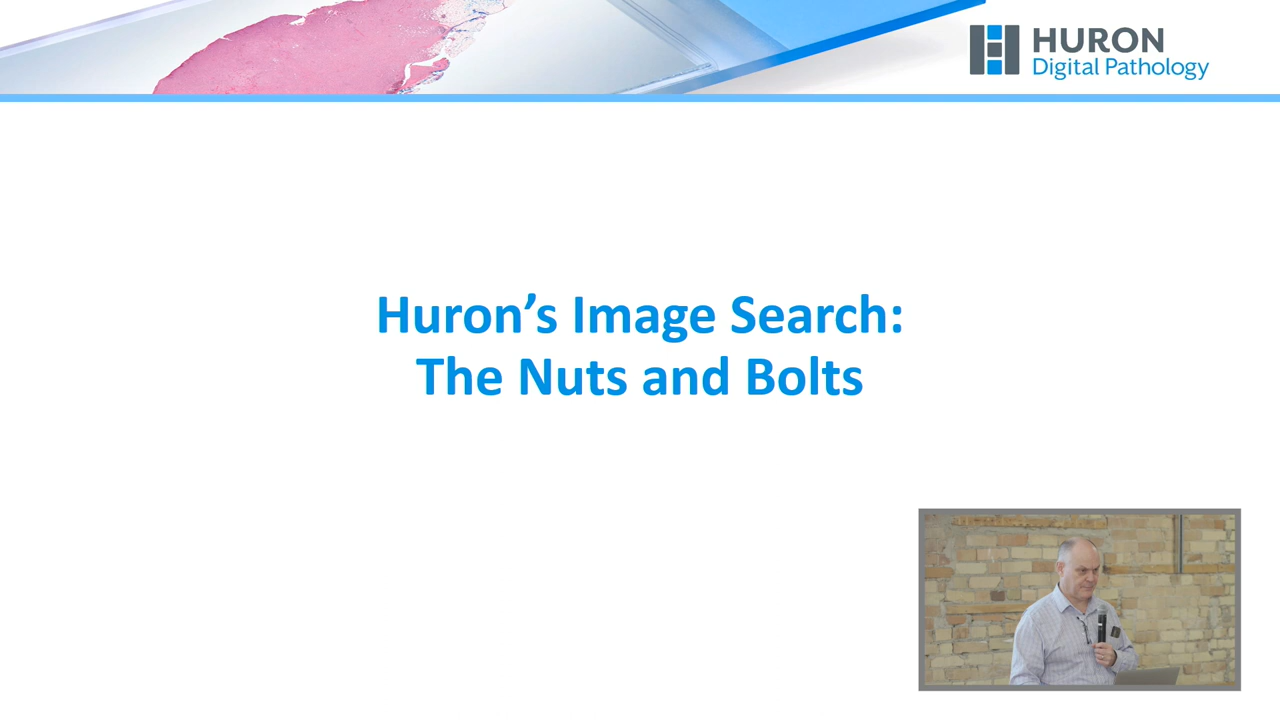 HURON
Digital Pathology
Huron’s Image Search:
The Nuts and Bolts